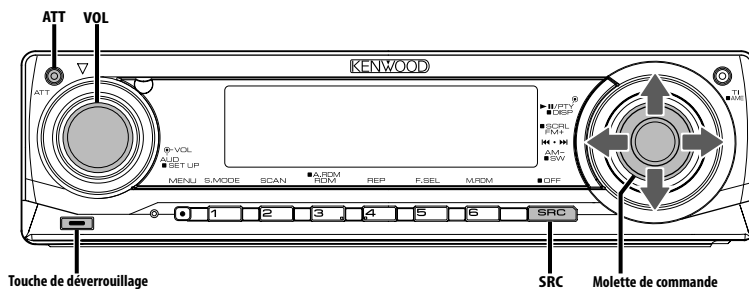 ATT VOL
KENWOOD
ATT
VOL
AUD
■ SET UP
►II/PTY
■ DISP
■ SCRL
FM+
I◄◄ • ►►I
AM–
■ SW
TI
■ AME
■ A.RDM
MENU S.MODE SCAN RDM REP F.SEL M.RDM ■ OFF
1 2 3 4 5 6 SRC
Touche de déverrouillage SRC Molette de commande